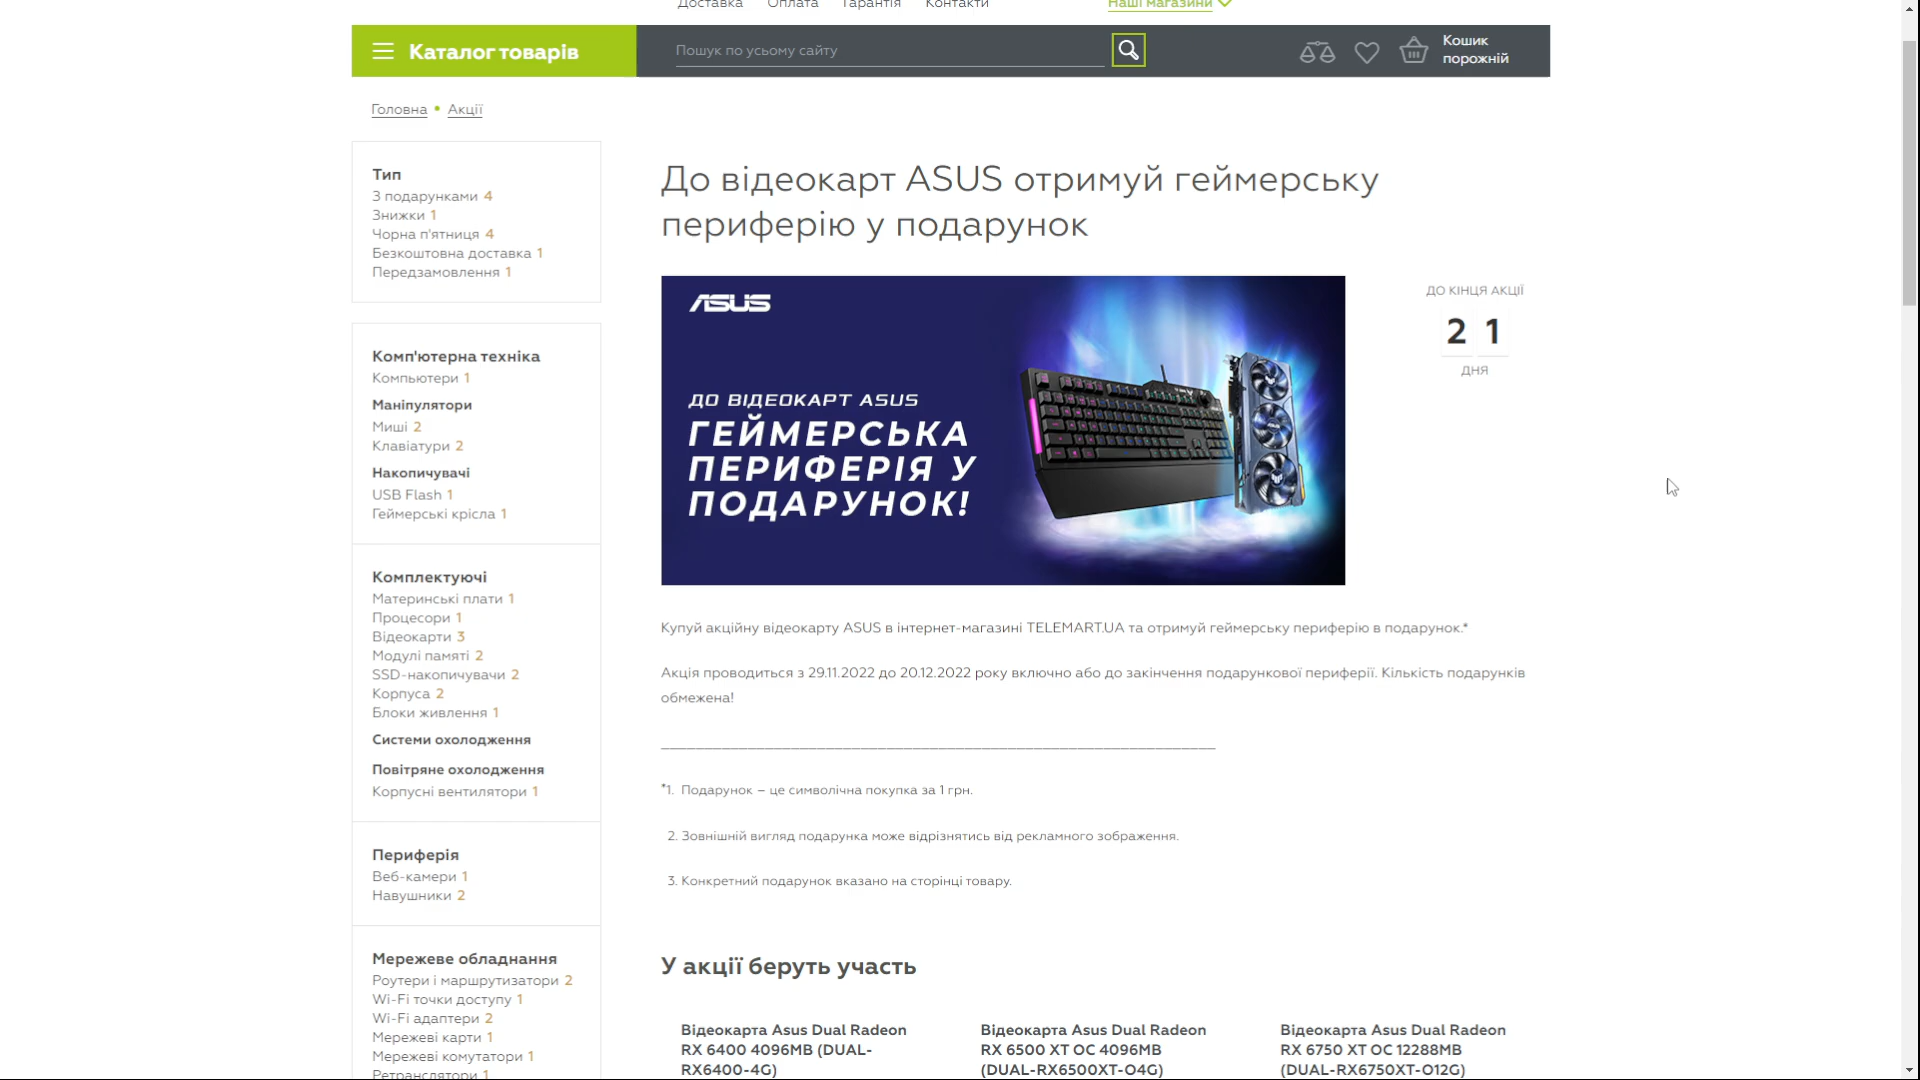 Доставка Оплата Гарантія Контакти Наші магазини
Каталог товарів
Пошук по усьому сайту
Кошик
порожній
Головна • Акції
Тип
З подарунками 4
Знижки 1
Чорна п'ятниця 4
Безкоштовна доставка 1
Передзамовлення 1
Комп'ютерна техніка
Компьютери 1
Маніпулятори
Миші 2
Клавіатури 2
Накопичувачі
USB Flash 1
Геймерські крісла 1
Комплектуючі
Материнські плати 1
Процесори 1
Відеокарти 3
Модулі памяті 2
SSD-накопичувачи 2
Корпуса 2
Блоки живлення 1
Системи охолодження
Повітряне охолодження
Корпусні вентилятори 1
Периферія
Веб-камери 1
Навушники 2
Мережеве обладнання
Роутери і маршрутизатори 2
Wi-Fi точки доступу 1
Wi-Fi адаптери 2
Мережеві карти 1
Мережеві комутатори 1
Ретранслятори 1
До відеокарт ASUS отримуй геймерську
периферію у подарунок
ASUS
ДО ВІДЕОКАРТ ASUS
ГЕЙМЕРСЬКА
ПЕРИФЕРІЯ У
ПОДАРУНОК!
ДО КІНЦЯ АКЦІЇ
2 1
ДНЯ
Купуй акційну відеокарту ASUS в інтернет-магазині TELEMART.UA та отримуй геймерську периферію в подарунок.*
Акція проводиться з 29.11.2022 до 20.12.2022 року включно або до закінчення подарункової периферії. Кількість подарунків
обмежена!
*1. Подарунок – це символічна покупка за 1 грн.
2. Зовнішній вигляд подарунка може відрізнятись від рекламного зображення.
3. Конкретний подарунок вказано на сторінці товару.
У акції беруть участь
Відеокарта Asus Dual Radeon
RX 6400 4096MB (DUAL-
RX6400-4G)
Відеокарта Asus Dual Radeon
RX 6500 XT OC 4096MB
(DUAL-RX6500XT-O4G)
Відеокарта Asus Dual Radeon
RX 6750 XT OC 12288MB
(DUAL-RX6750XT-O12G)